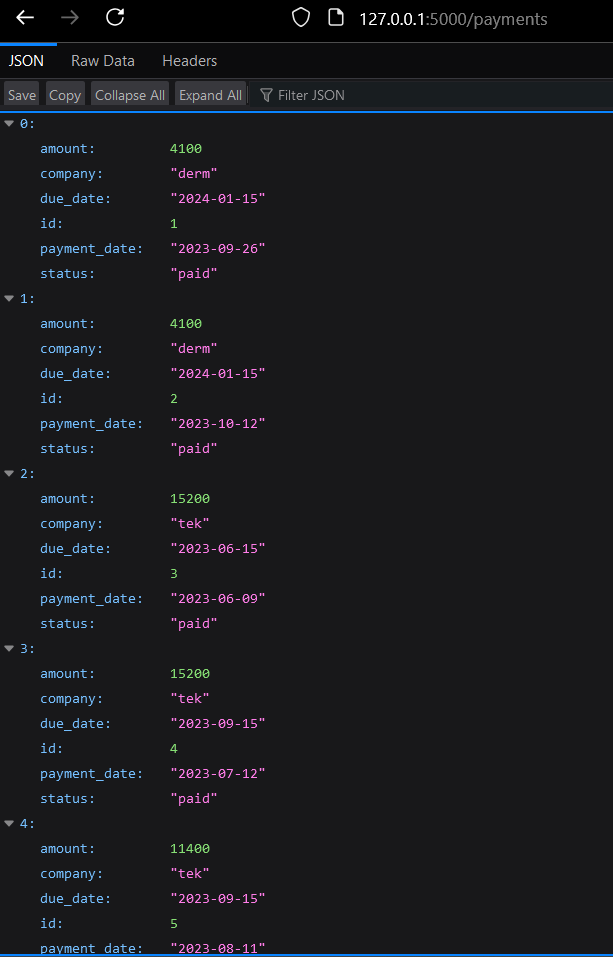 127.0.0.1:5000/payments
JSON Raw Data Headers
Save Copy Collapse All Expand All Filter JSON
0:
amount: 4100
company: "derm"
due_date: "2024-01-15"
id: 1
payment_date: "2023-09-26"
status: "paid"
1:
amount: 4100
company: "derm"
due_date: "2024-01-15"
id: 2
payment_date: "2023-10-12"
status: "paid"
2:
amount: 15200
company: "tek"
due_date: "2023-06-15"
id: 3
payment_date: "2023-06-09"
status: "paid"
3:
amount: 15200
company: "tek"
due_date: "2023-09-15"
id: 4
payment_date: "2023-07-12"
status: "paid"
4:
amount: 11400
company: "tek"
due_date: "2023-09-15"
id: 5
payment_date: "2023-08-11"